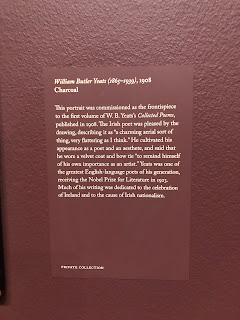 William Butler Yeats (1865–1939), 1908
Charcoal
This portrait was commissioned as the frontispiece
to the first volume of W. B. Yeats's Collected Poems,
published in 1908. The Irish poet was pleased by the
drawing, describing it as "a charming aerial sort of
thing, very flattering as I think." He cultivated his
appearance as a poet and an aesthete, and said that
he wore a velvet coat and bow tie "to remind himself
of his own importance as an artist." Yeats was one of
the greatest English-language poets of his generation,
receiving the Nobel Prize for Literature in 1923.
Much of his writing was dedicated to the celebration
of Ireland and to the cause of Irish nationalism.
PRIVATE COLLECTION